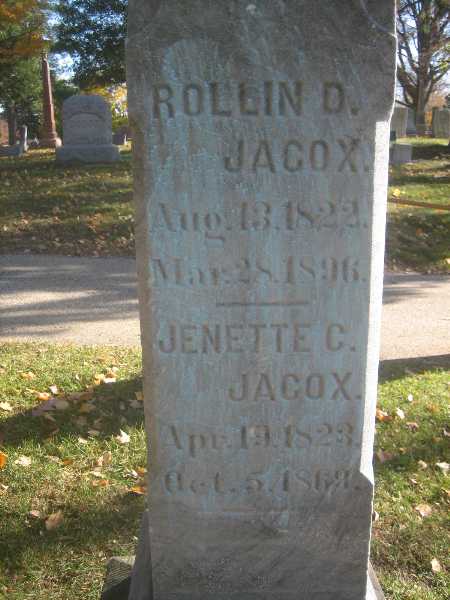 ROLLIN D.
JACOX.
Aug. 13. 1822.
Mar. 28. 1896.
JENETTE C.
JACOX.
Apr. 19. 1823.
Oct. 5. 1868.